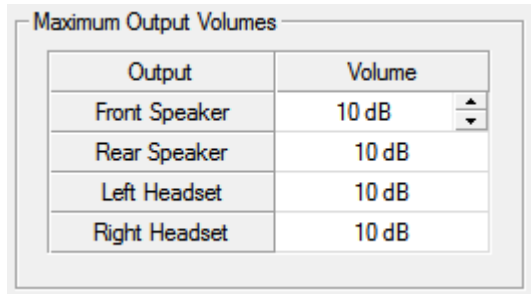 Maximum Output Volumes
Output Volume
Front Speaker 10 dB
Rear Speaker 10 dB
Left Headset 10 dB
Right Headset 10 dB